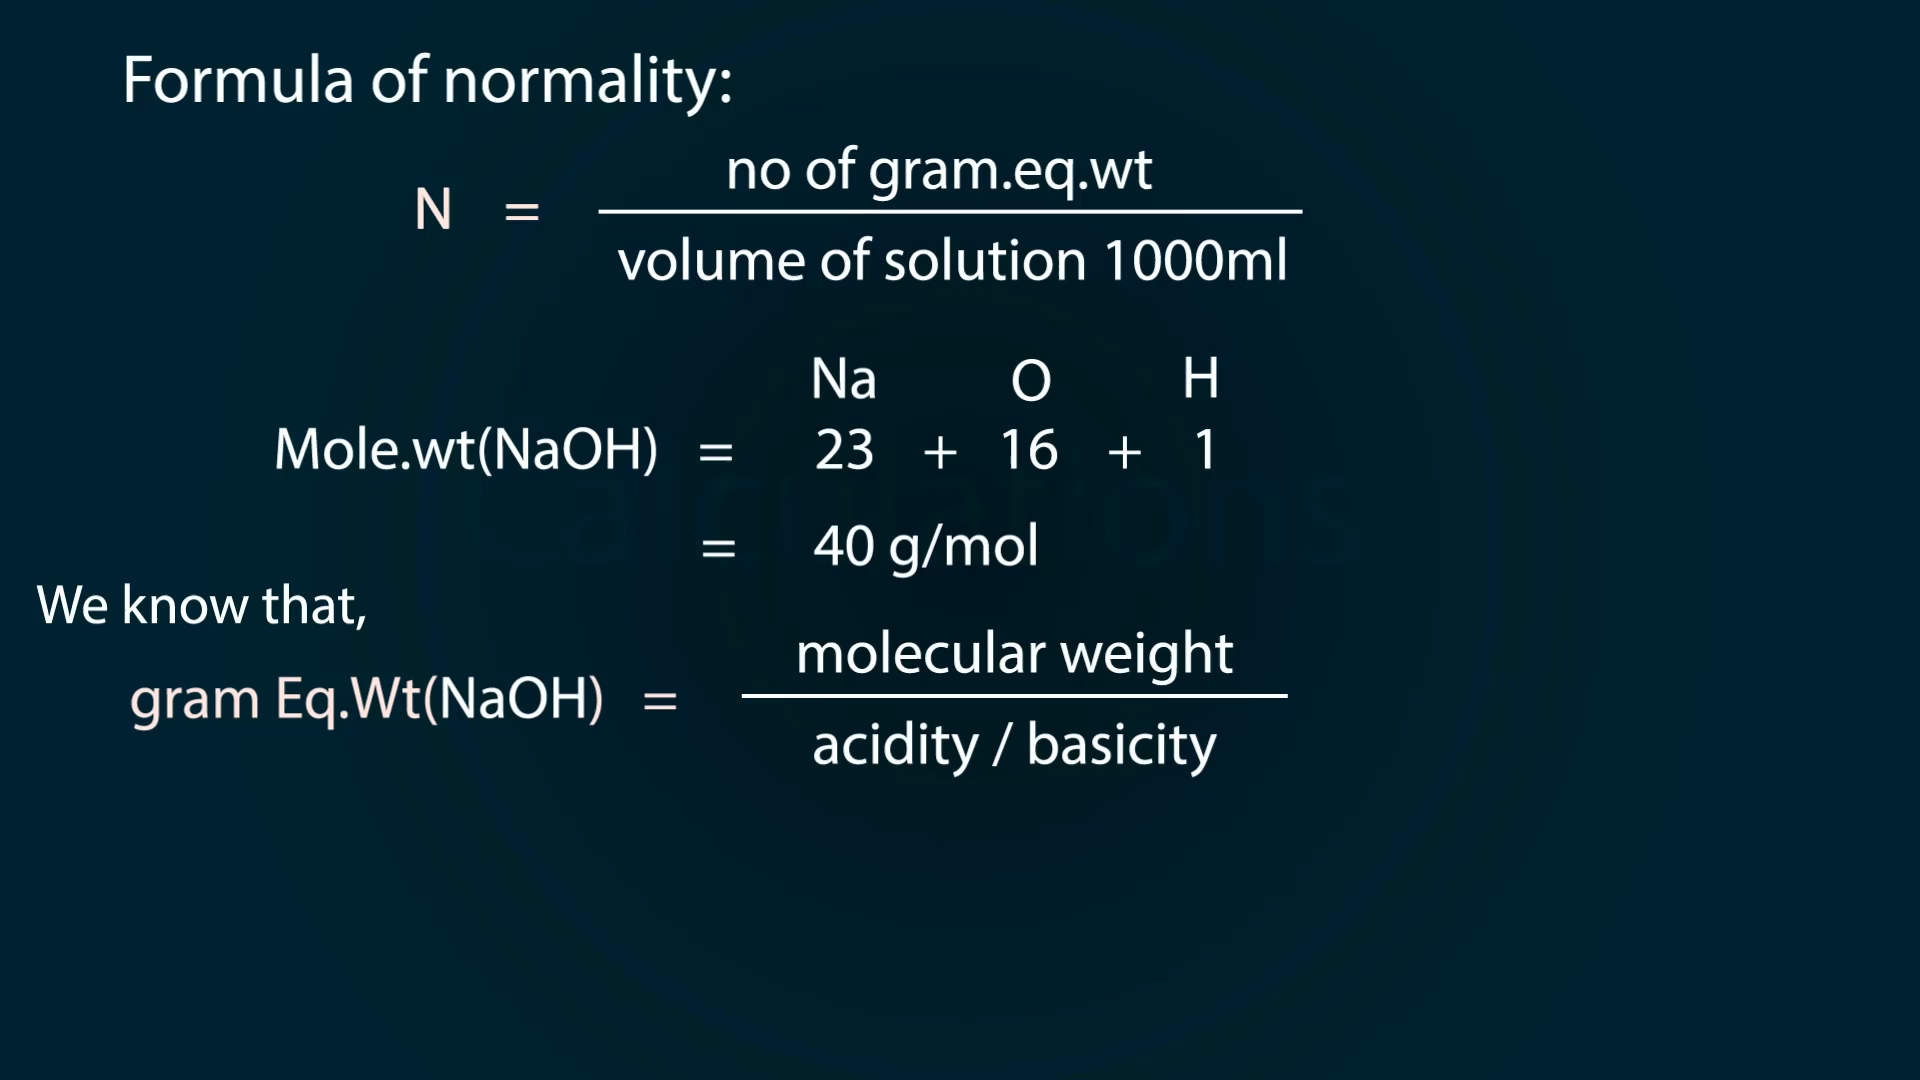 Formula of normality:
no of gram.eq.wt
N =
volume of solution 1000ml
Na O H
Mole.wt(NaOH) = 23 + 16 + 1
= 40 g/mol
We know that,
molecular weight
gram Eq.Wt(NaOH) =
acidity / basicity
Calculations